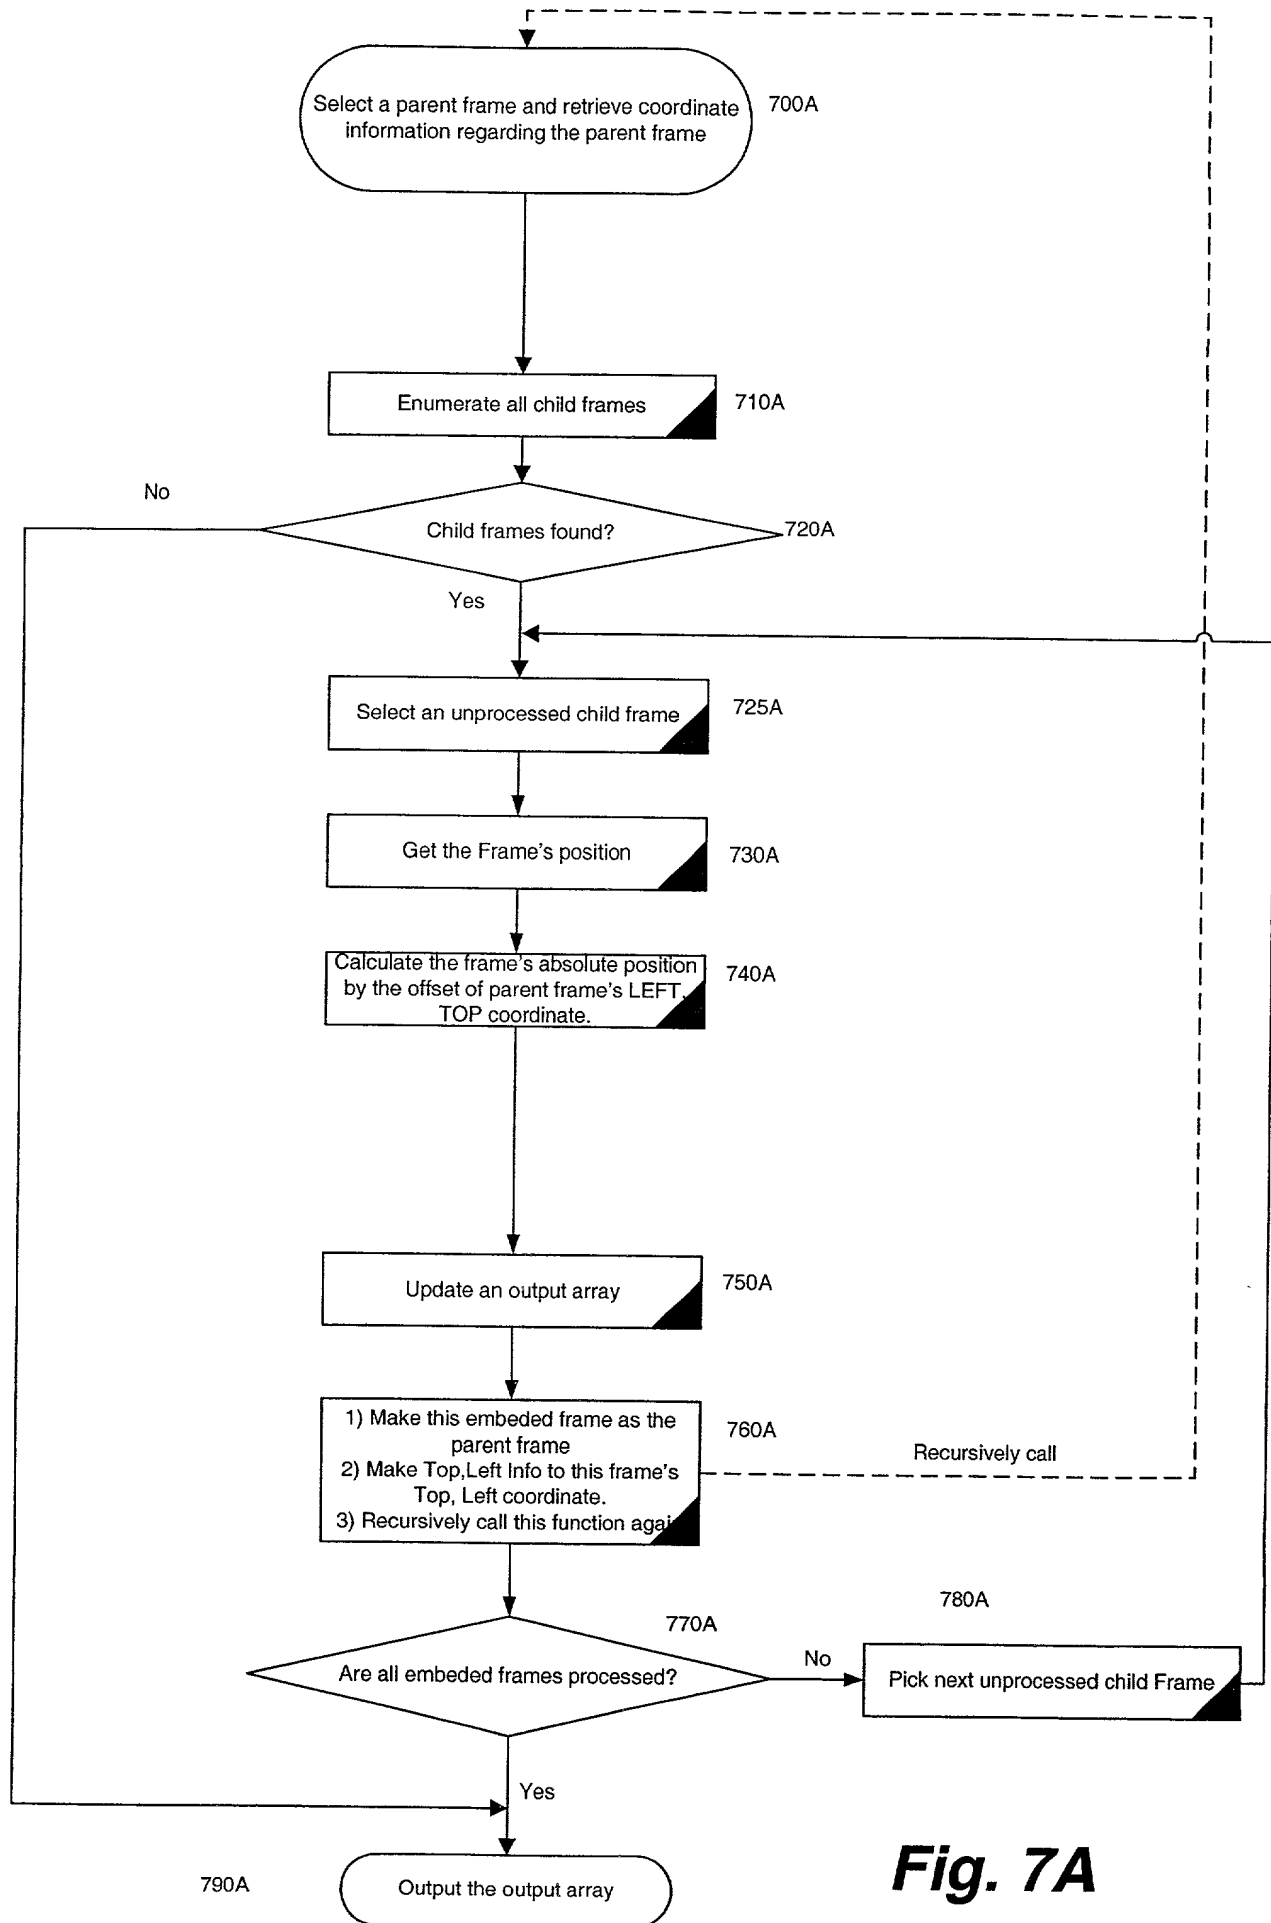 Select a parent frame and retrieve coordinate
information regarding the parent frame
700A
Enumerate all child frames
710A
No
Child frames found?
720A
Yes
Select an unprocessed child frame
725A
Get the Frame's position
730A
Calculate the frame's absolute position
by the offset of parent frame's LEFT,
TOP coordinate.
740A
Update an output array
750A
1) Make this embeded frame as the
parent frame
2) Make Top,Left Info to this frame's
Top, Left coordinate.
3) Recursively call this function agai
760A
Recursively call
780A
770A
Are all embeded frames processed?
No
Pick next unprocessed child Frame
Yes
790A
Output the output array
Fig. 7A